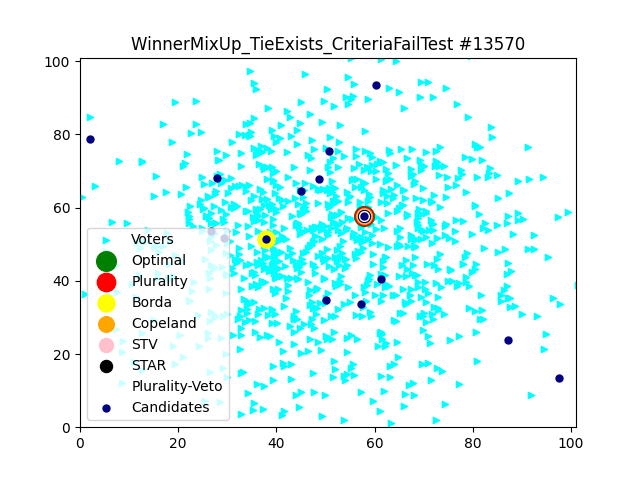 WinnerMixUp_TieExists_CriteriaFailTest #13570
100
80
60
40
20
0
Voters
Optimal
Plurality
Borda
Copeland
STV
STAR
Plurality-Veto
Candidates
0 20 40 60 80 100